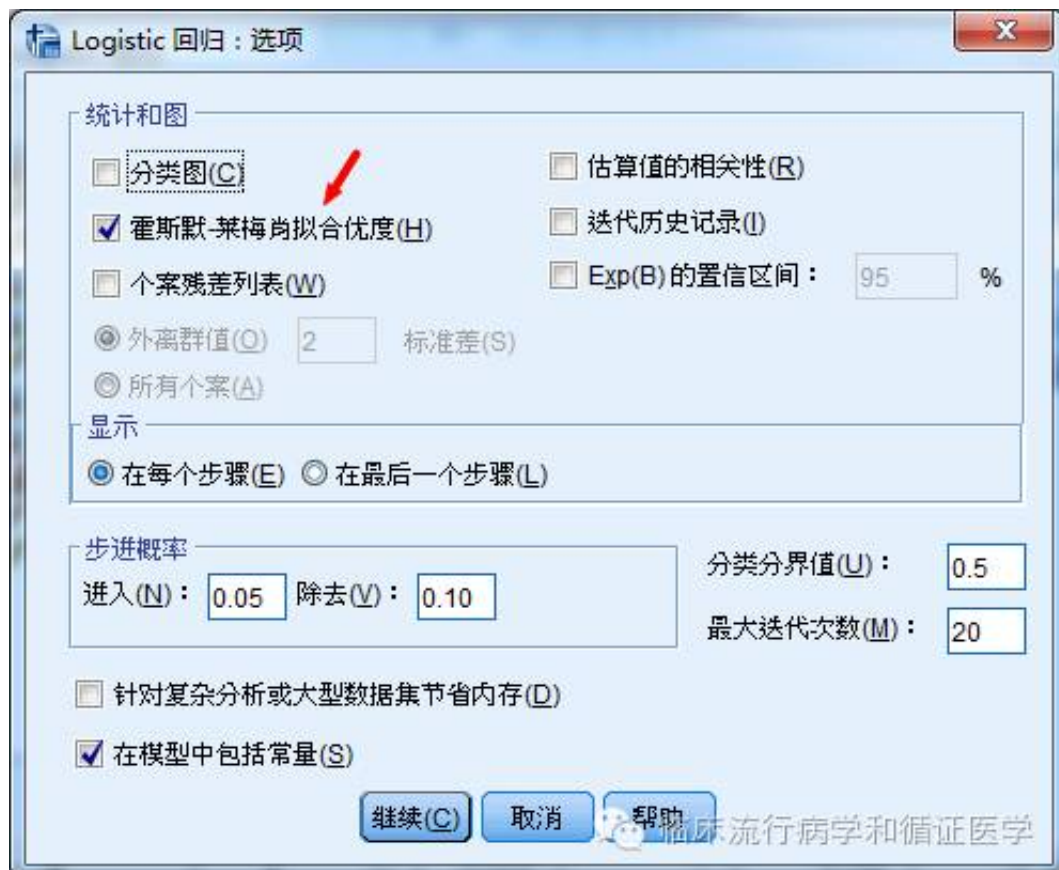 Logistic 回归：选项
统计和图
分类图(C)
估算值的相关性(R)
霍斯默-莱梅肖拟合优度(H)
迭代历史记录(I)
个案残差列表(W)
Exp(B) 的置信区间： 95 %
外离群值(O) 2 标准差(S)
所有个案(A)
显示
在每个步骤(E) 在最后一个步骤(L)
步进概率
进入(N)： 0.05 除去(V)： 0.10
分类分界值(U)： 0.5
最大迭代次数(M)： 20
针对复杂分析或大型数据集节省内存(D)
在模型中包括常量(S)
继续(C) 取消 帮助
临床流行病学和循证医学